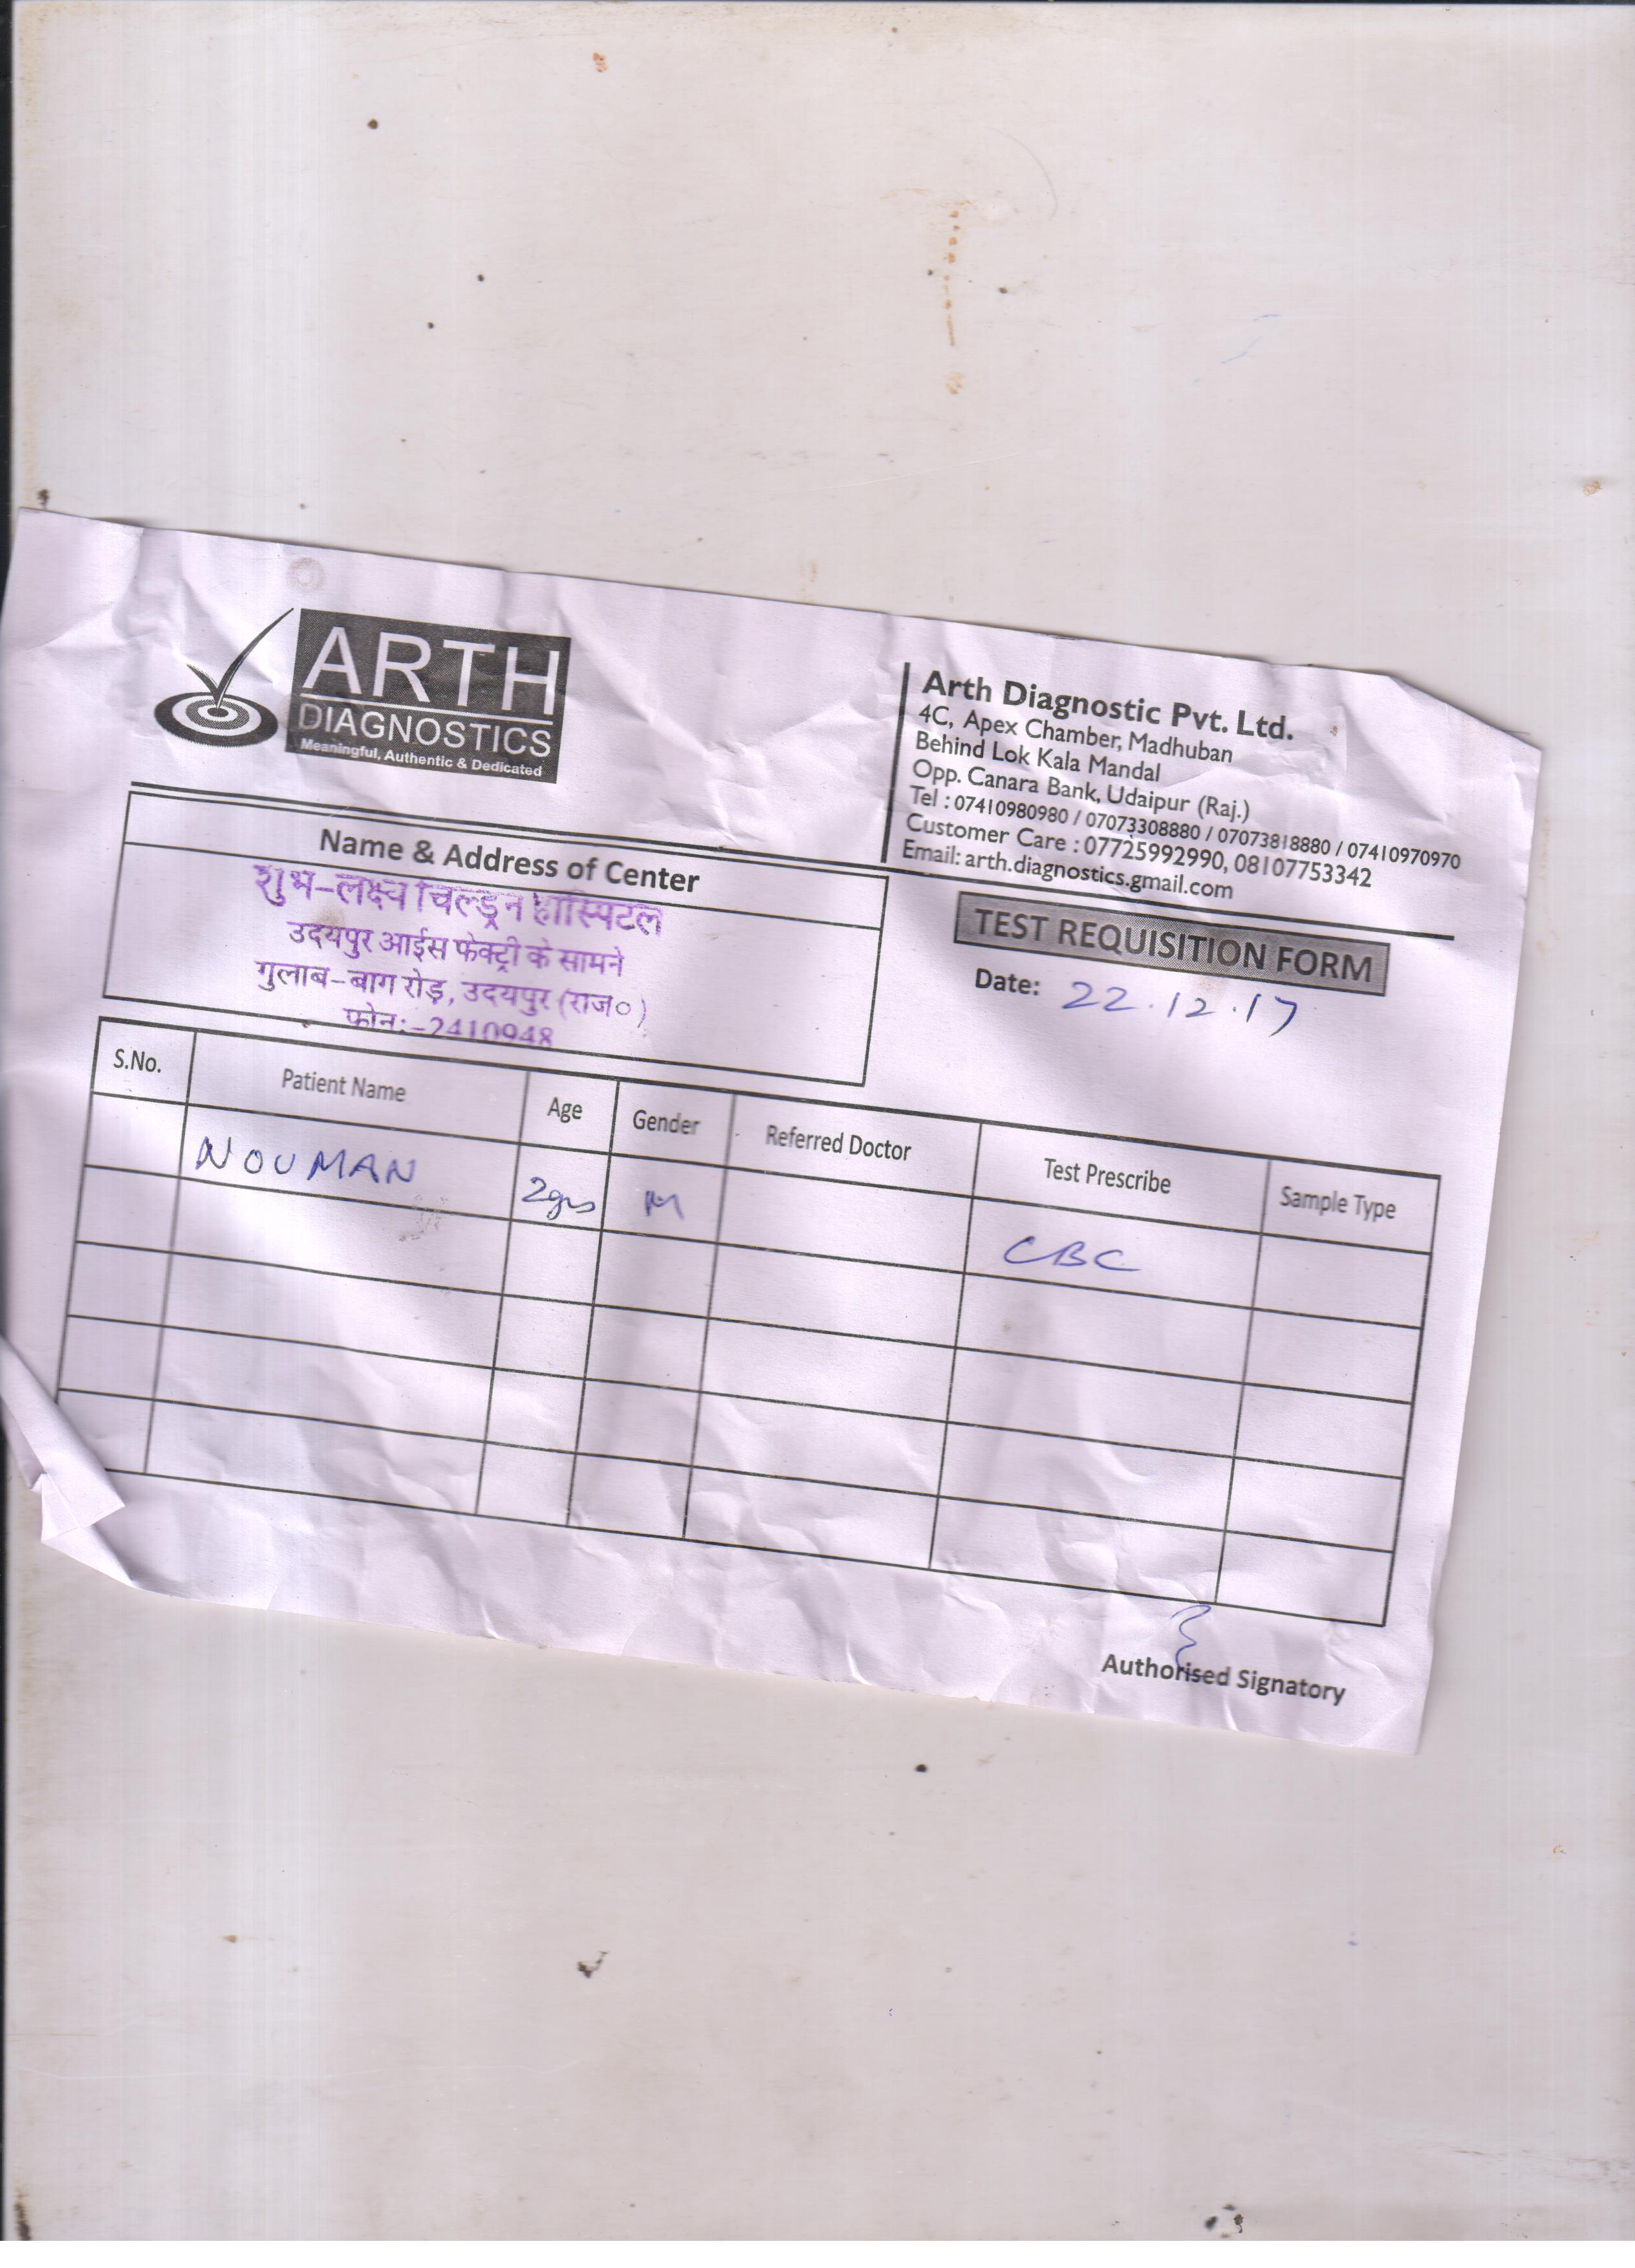 ARTH
DIAGNOSTICS
Meaningful, Authentic & Dedicated
Arth Diagnostic Pvt. Ltd.
4C, Apex Chamber, Madhuban
Behind Lok Kala Mandal
Opp. Canara Bank, Udaipur (Raj.)
Tel : 07410980980 / 07073308880 / 07073818880 / 07410970970
Customer Care : 07725992990, 08107753342
Email: arth.diagnostics.gmail.com
Name & Address of Center
शुभ-लक्ष्य चिल्ड्रन हास्पिटल
उदयपुर आईस फेक्ट्री के सामने
गुलाब-बाग रोड़, उदयपुर (राज०)
फोन:-2410948
TEST REQUISITION FORM
Date: 22.12.17
S.No. Patient Name Age Gender Referred Doctor Test Prescribe Sample Type
NOUMAN 2yrs M CBC
Authorised Signatory